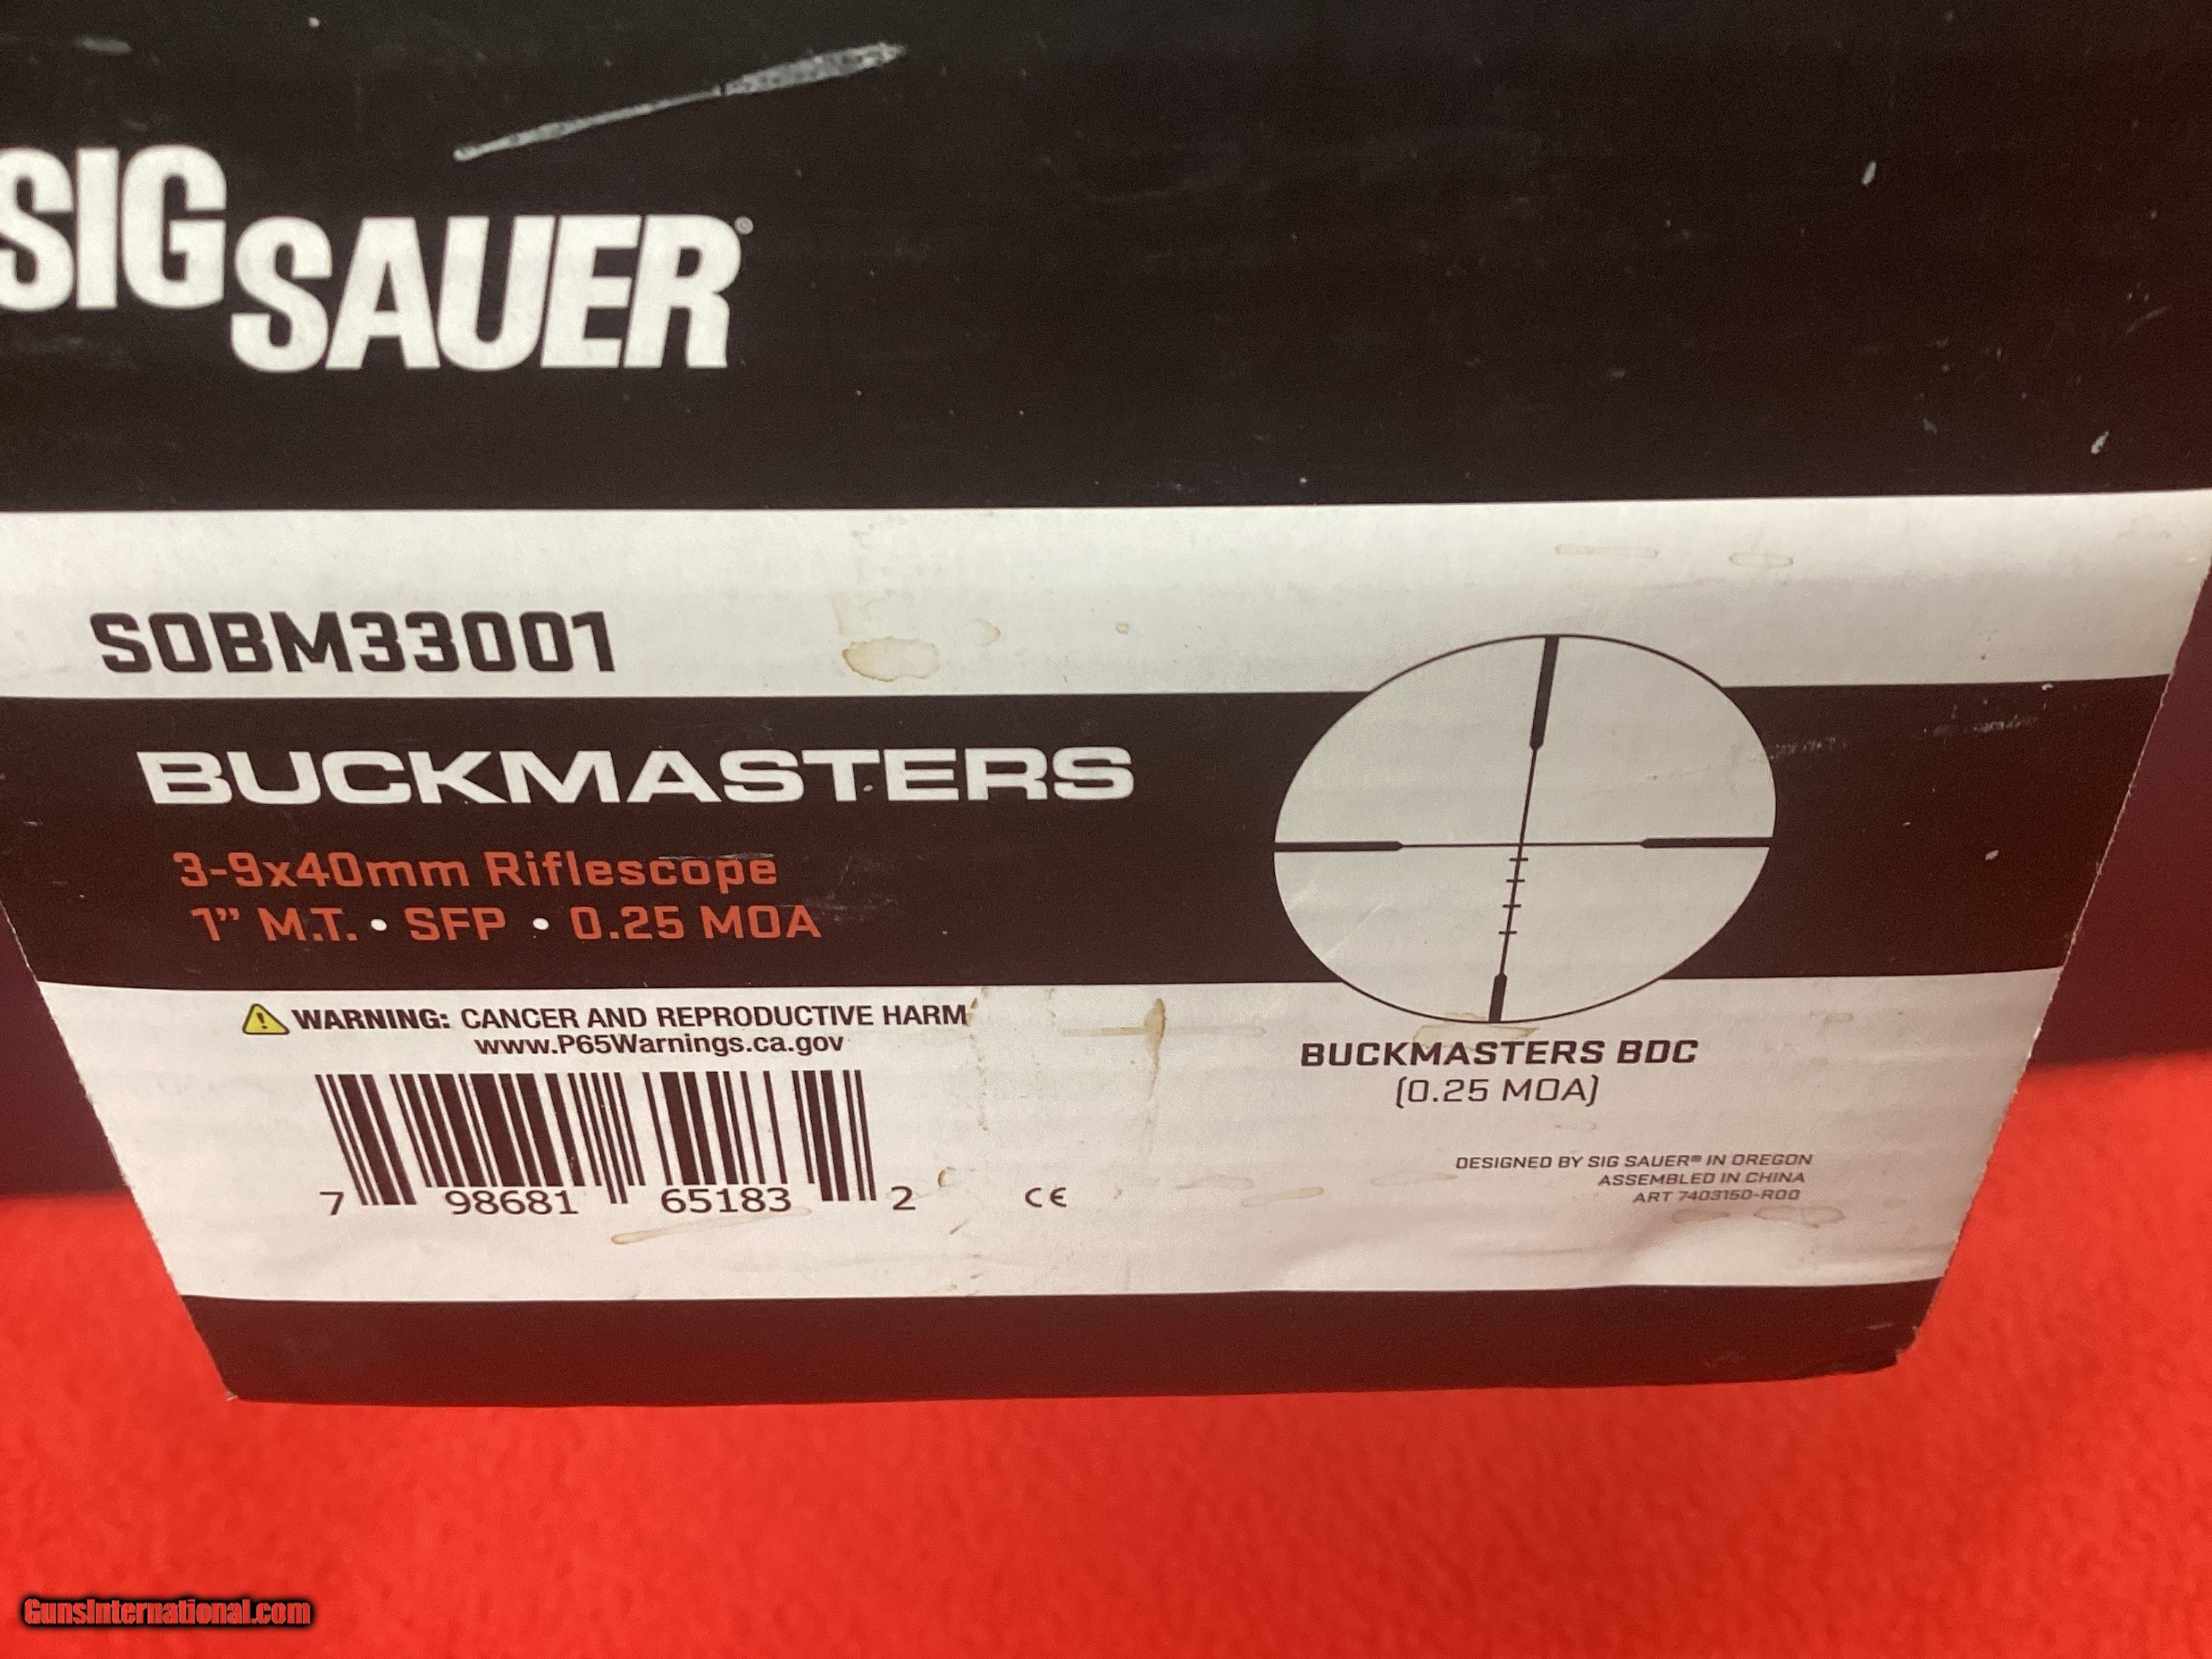 SIG SAUER®
SOBM33001
BUCKMASTERS
3-9x40mm Riflescope
1" M.T. • SFP • 0.25 MOA
WARNING: CANCER AND REPRODUCTIVE HARM
www.P65Warnings.ca.gov
7 98681 65183 2
CE
BUCKMASTERS BDC
(0.25 MOA)
DESIGNED BY SIG SAUER® IN OREGON
ASSEMBLED IN CHINA
ART 7403150-R00
GunsInternational.com